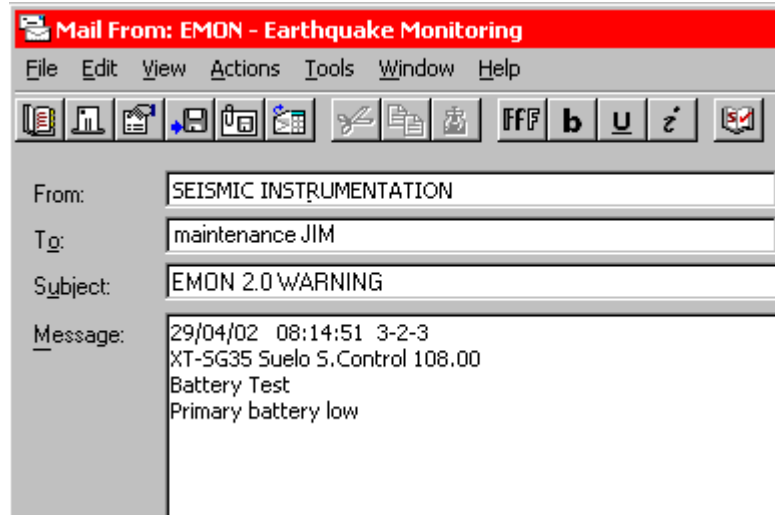 Mail From: EMON - Earthquake Monitoring
File Edit View Actions Tools Window Help
FfF b u i
From: SEISMIC INSTRUMENTATION
To: maintenance JIM
Subject: EMON 2.0 WARNING
Message: 29/04/02 08:14:51 3-2-3
XT-SG35 Suelo S.Control 108.00
Battery Test
Primary battery low